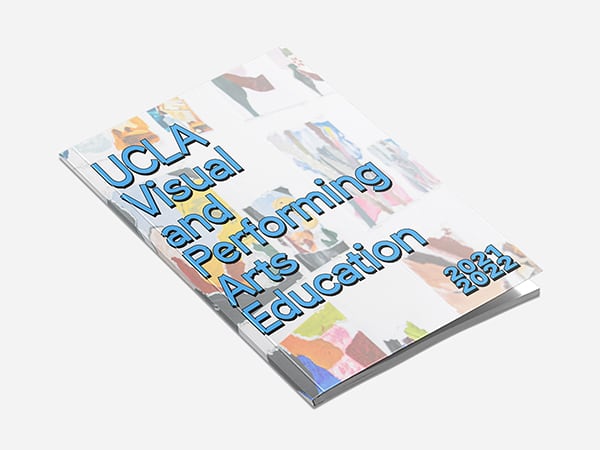 UCLA
Visual
and
Performing
Arts
Education
2021
2022